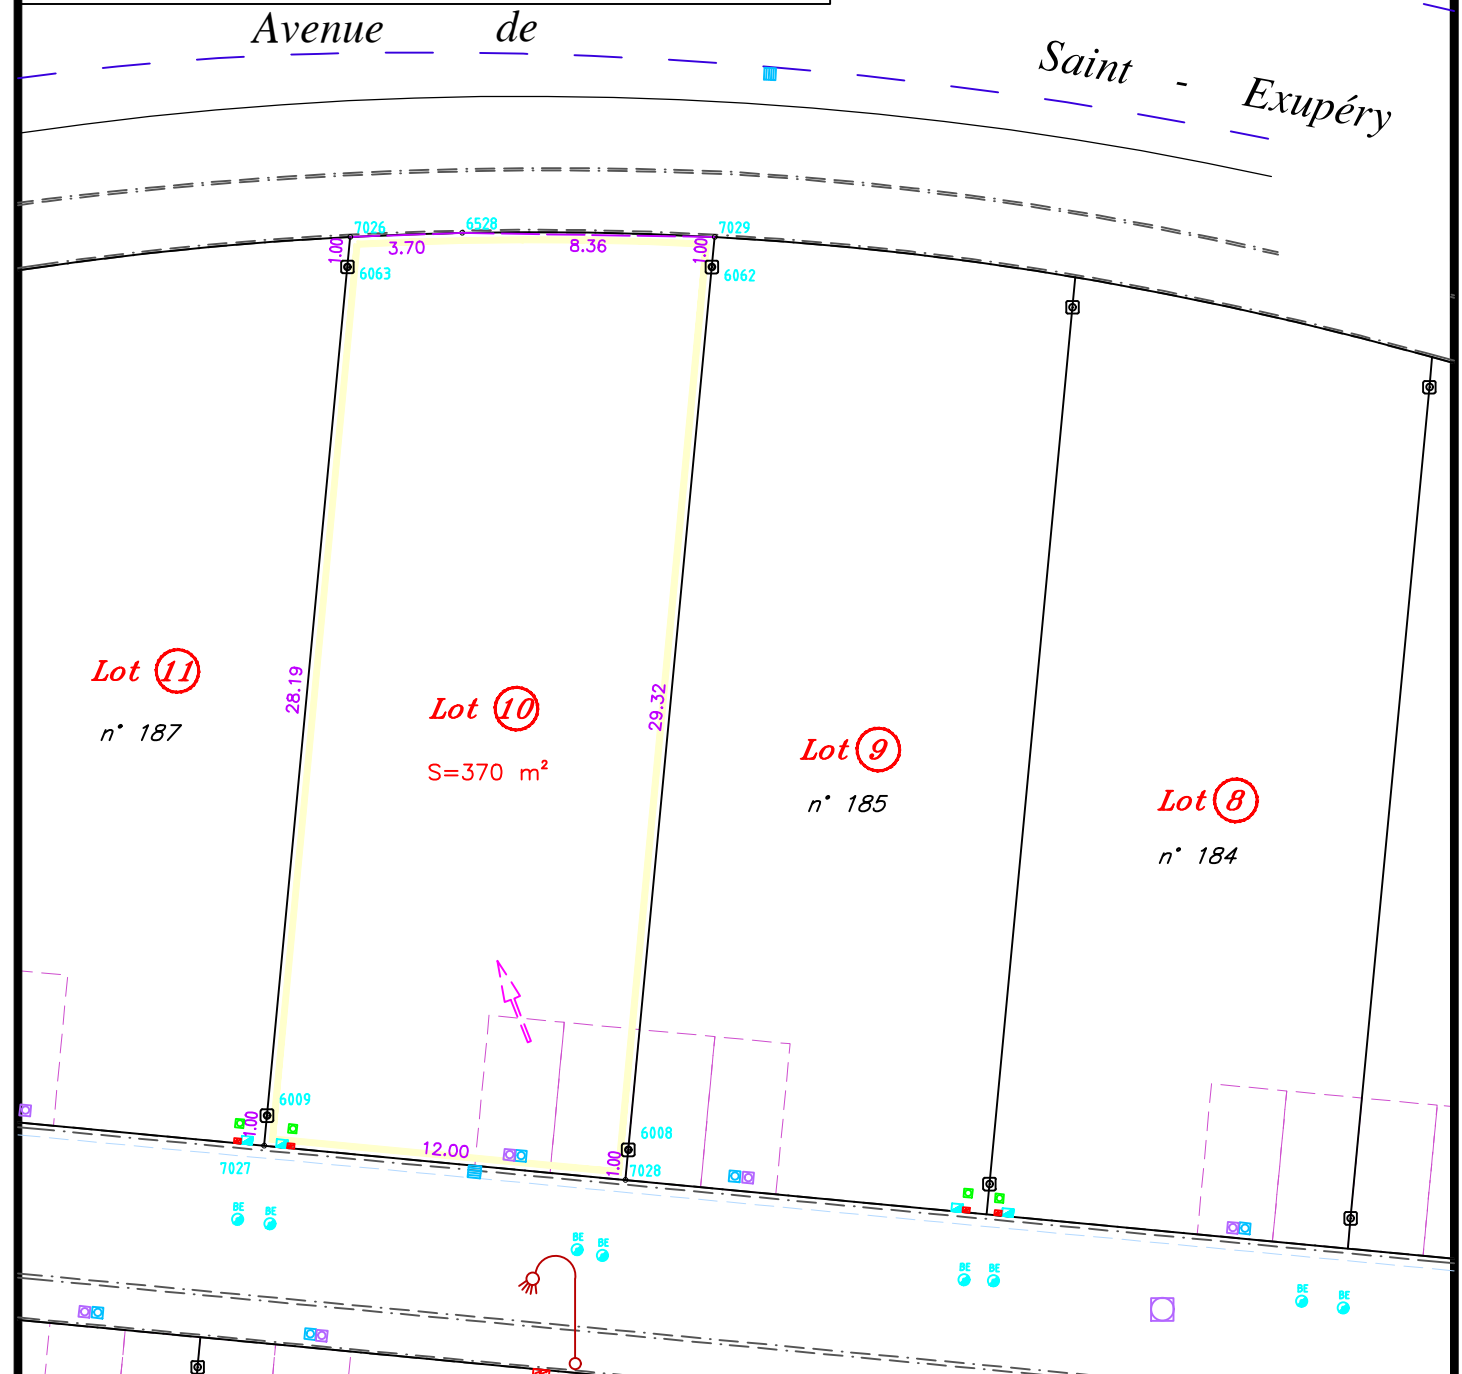 Avenue de
Saint - Exupéry
7026 6528 7029
1.00 3.70 8.36 1.00
6063 6062
28.19
29.32
Lot 11
n° 187
Lot 10
S=370 m²
Lot 9
n° 185
Lot 8
n° 184
6009
1.00
12.00
6008
1.00
7027
7028
BE BE
BE BE
BE BE
BE BE